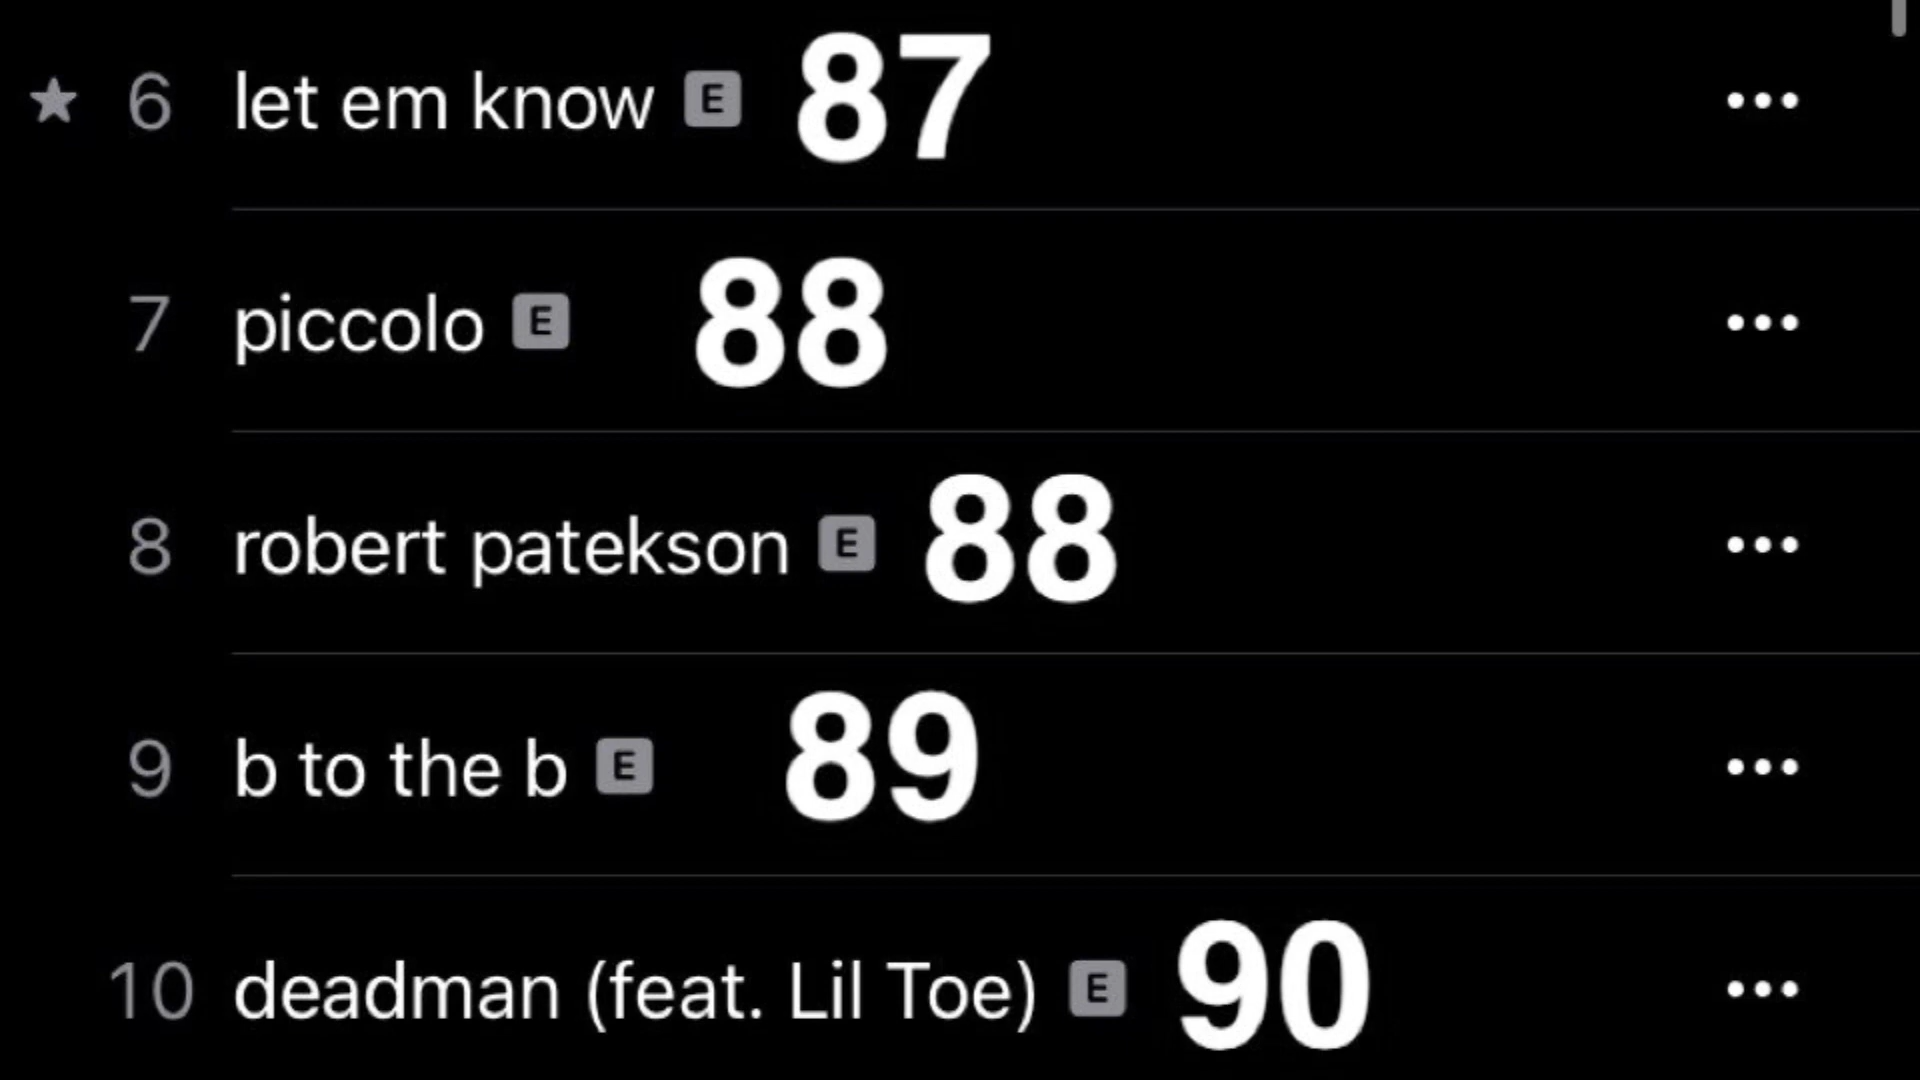 6 let em know E 87
7 piccolo E 88
8 robert patekson E 88
9 b to the b E 89
10 deadman (feat. Lil Toe) E 90